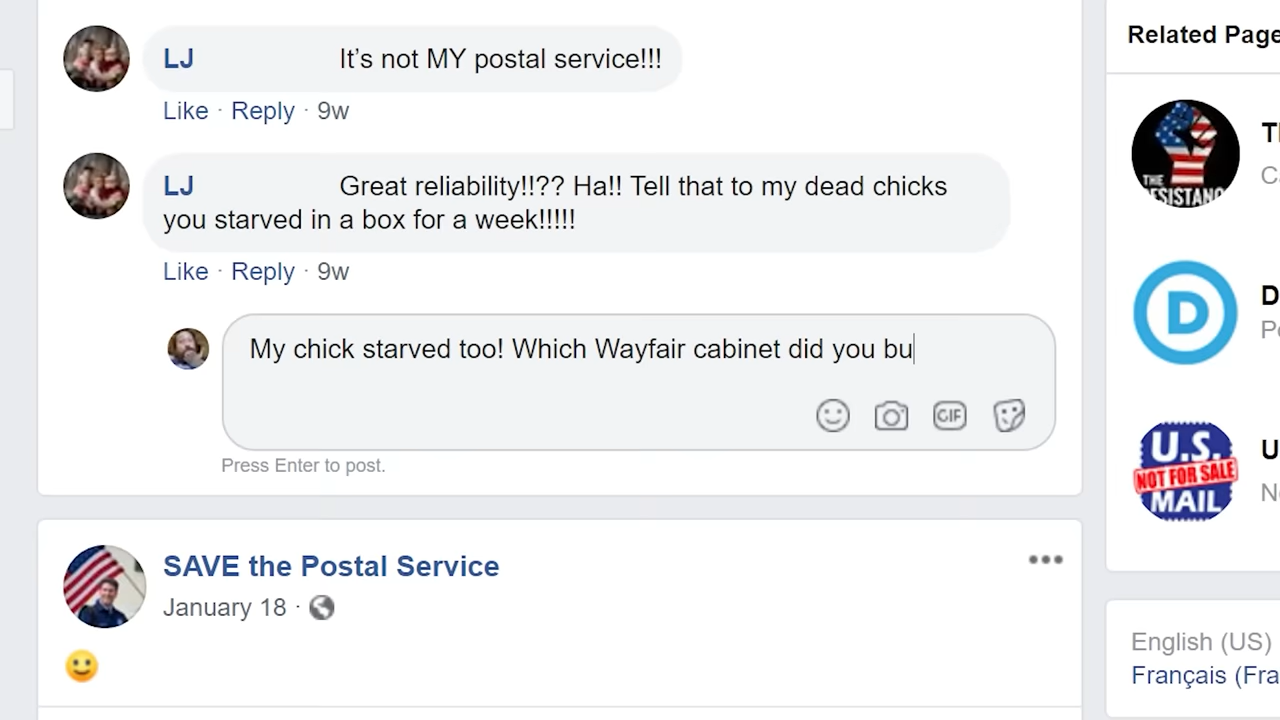 Related Page
LJ It’s not MY postal service!!!
Like · Reply · 9w
LJ Great reliability!!?? Ha!! Tell that to my dead chicks
you starved in a box for a week!!!!!
Like · Reply · 9w
My chick starved too! Which Wayfair cabinet did you bu
GIF
Press Enter to post.
SAVE the Postal Service
January 18 ·
THE
RESISTANC
D
D
U.S.
NOT FOR SALE
MAIL
U
English (US)
Français (Fra